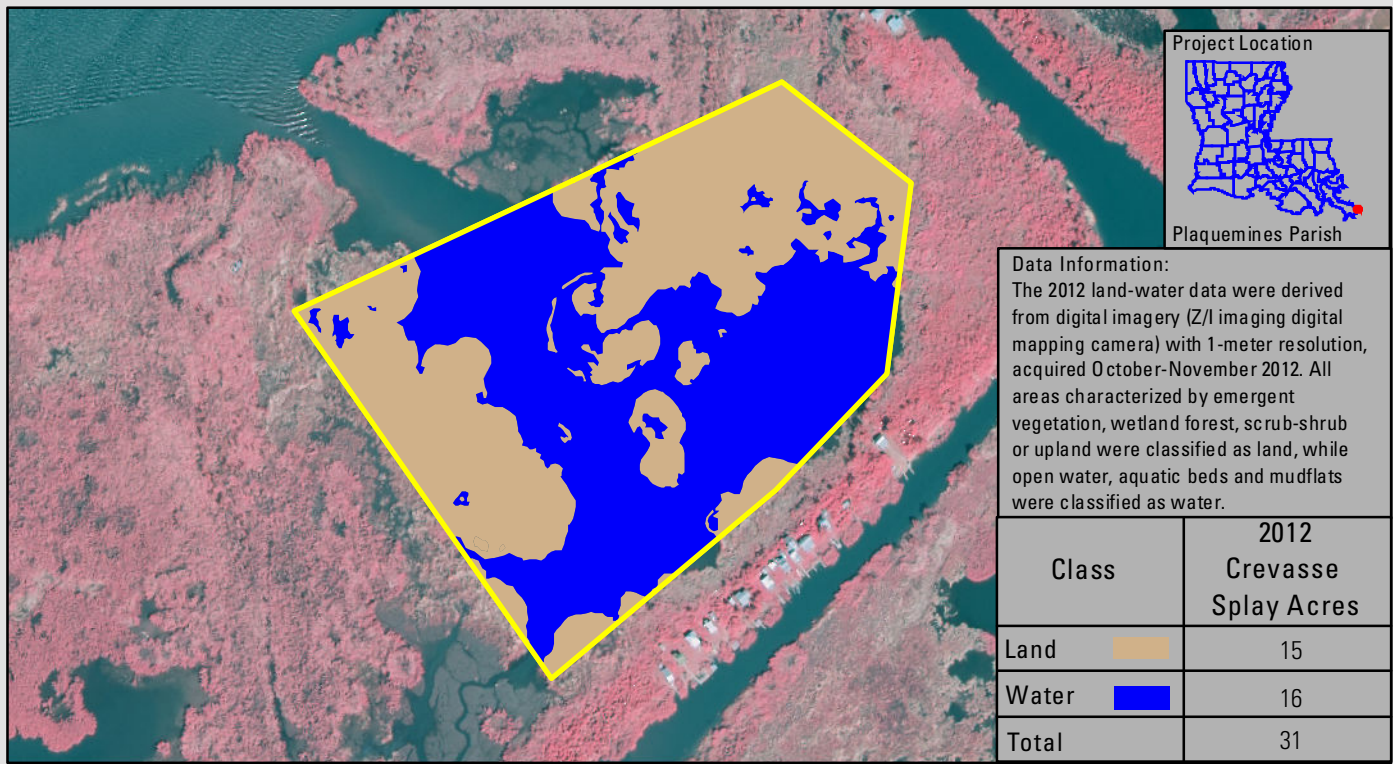 Project Location
Plaquemines Parish
Data Information:
The 2012 land-water data were derived
from digital imagery (Z/I imaging digital
mapping camera) with 1-meter resolution,
acquired October-November 2012. All
areas characterized by emergent
vegetation, wetland forest, scrub-shrub
or upland were classified as land, while
open water, aquatic beds and mudflats
were classified as water.
Class
2012
Crevasse
Splay Acres
Land 15
Water 16
Total 31